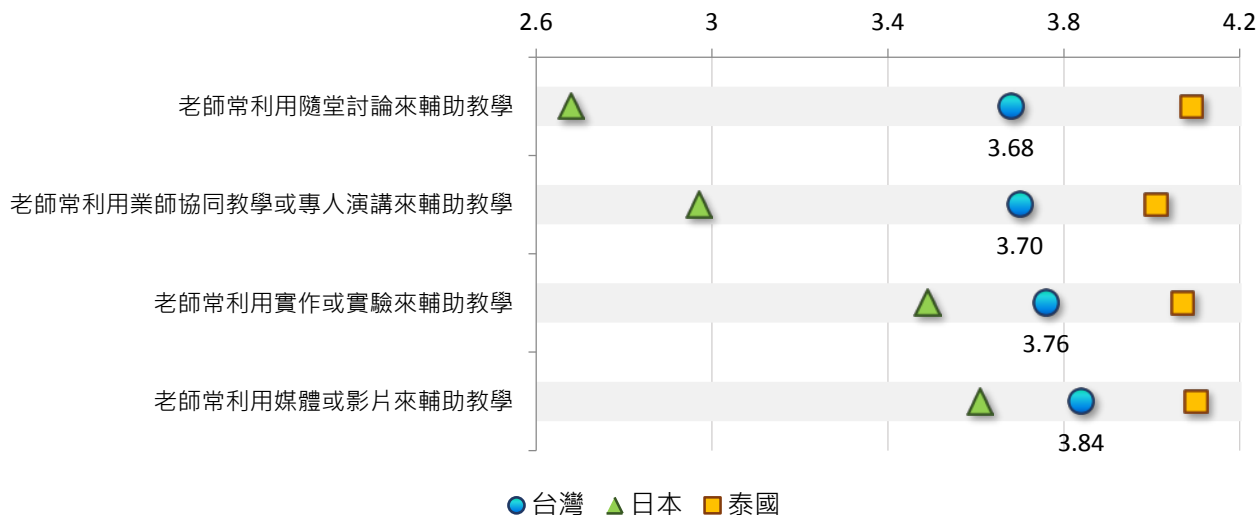 2.6 3 3.4 3.8 4.2
老師常利用隨堂討論來輔助教學
3.68
老師常利用業師協同教學或專人演講來輔助教學
3.70
老師常利用實作或實驗來輔助教學
3.76
老師常利用媒體或影片來輔助教學
3.84
台灣 日本 泰國